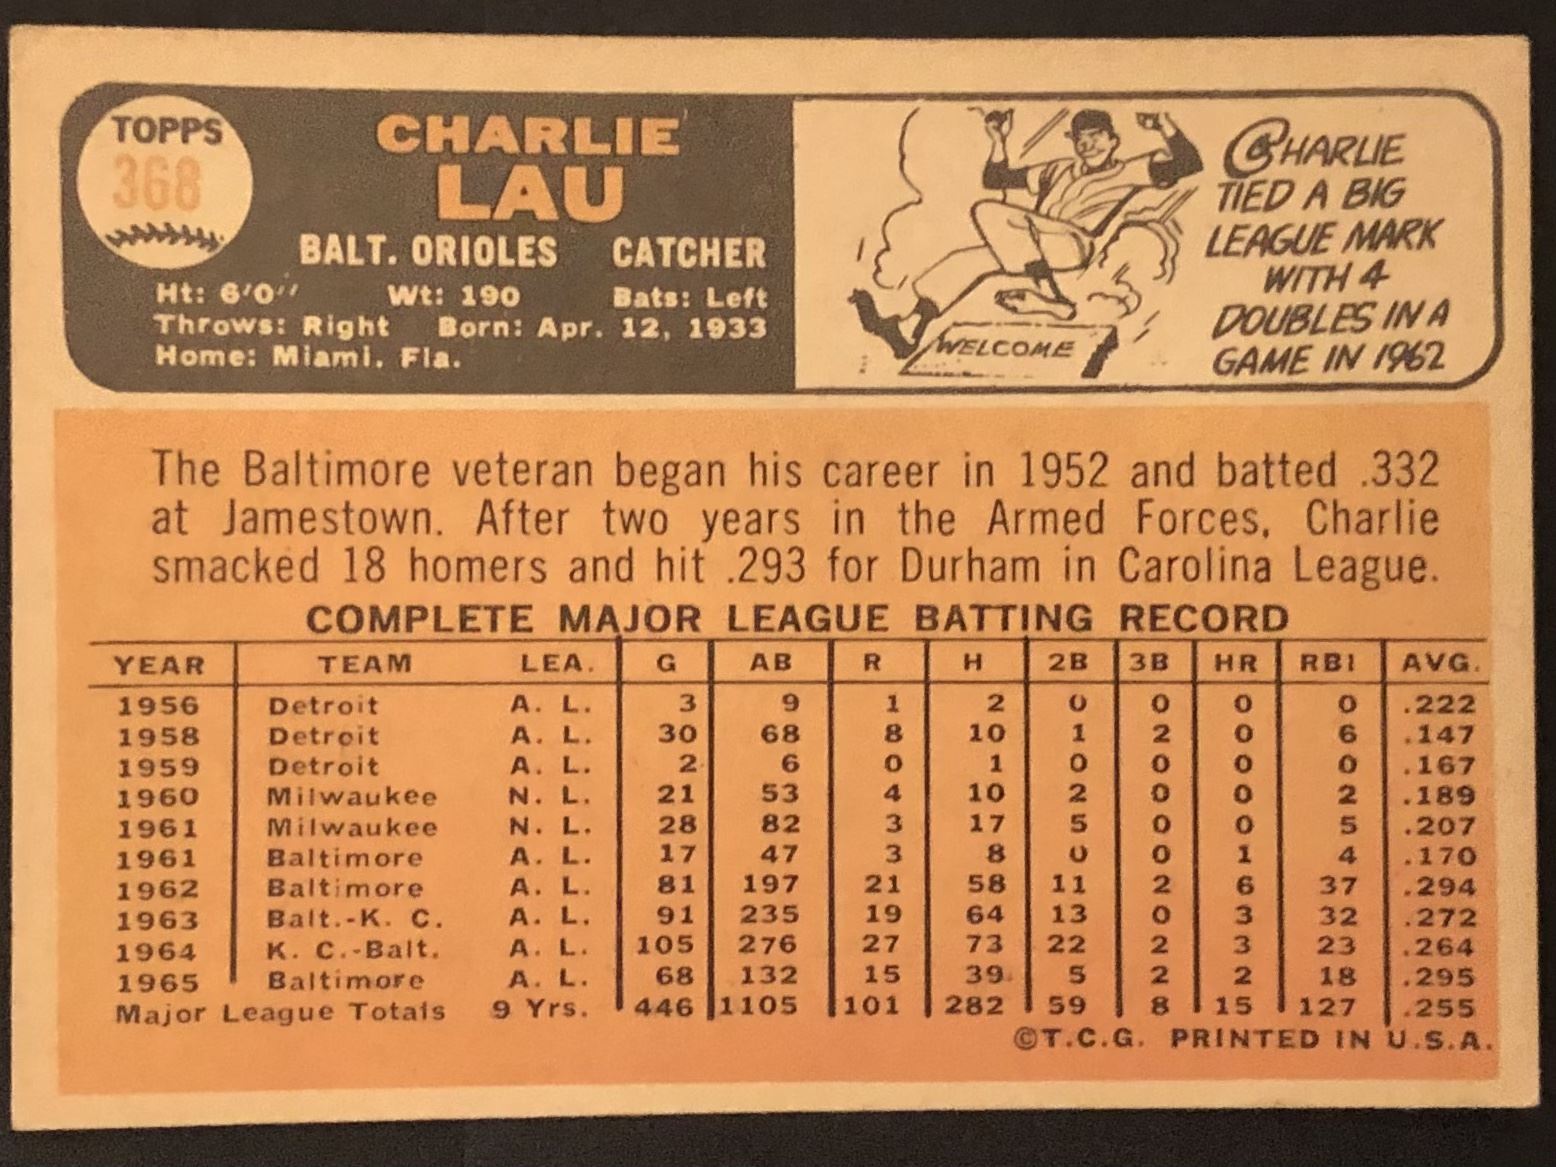 TOPPS
368
CHARLIE
LAU
BALT. ORIOLES CATCHER
Ht: 6'0" Wt: 190 Bats: Left
Throws: Right Born: Apr. 12, 1933
Home: Miami, Fla.
WELCOME
CHARLIE
TIED A BIG
LEAGUE MARK
WITH 4
DOUBLES IN A
GAME IN 1962
The Baltimore veteran began his career in 1952 and batted .332
at Jamestown. After two years in the Armed Forces, Charlie
smacked 18 homers and hit .293 for Durham in Carolina League.
COMPLETE MAJOR LEAGUE BATTING RECORD
YEAR TEAM LEA. G AB R H 2B 3B HR RBI AVG.
1956 Detroit A. L. 3 9 1 2 0 0 0 0 .222
1958 Detroit A. L. 30 68 8 10 1 2 0 6 .147
1959 Detroit A. L. 2 6 0 1 0 0 0 0 .167
1960 Milwaukee N. L. 21 53 4 10 2 0 0 2 .189
1961 Milwaukee N. L. 28 82 3 17 5 0 0 5 .207
1961 Baltimore A. L. 17 47 3 8 0 0 1 4 .170
1962 Baltimore A. L. 81 197 21 58 11 2 6 37 .294
1963 Balt.-K. C. A. L. 91 235 19 64 13 0 3 32 .272
1964 K. C.-Balt. A. L. 105 276 27 73 22 2 3 23 .264
1965 Baltimore A. L. 68 132 15 39 5 2 2 18 .295
Major League Totals 9 Yrs. 446 1105 101 282 59 8 15 127 .255
©T.C.G. PRINTED IN U.S.A.